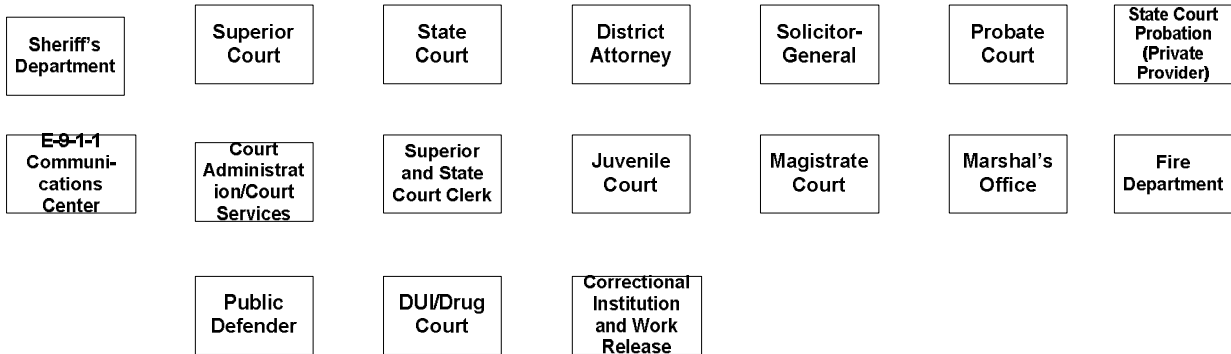 Sheriff's
Department
Superior
Court
State
Court
District
Attorney
Solicitor-
General
Probate
Court
State Court
Probation
(Private
Provider)
E-9-1-1
Communi-
cations
Center
Court
Administrat
ion/Court
Services
Superior
and State
Court Clerk
Juvenile
Court
Magistrate
Court
Marshal's
Office
Fire
Department
Public
Defender
DUI/Drug
Court
Correctional
Institution
and Work
Release